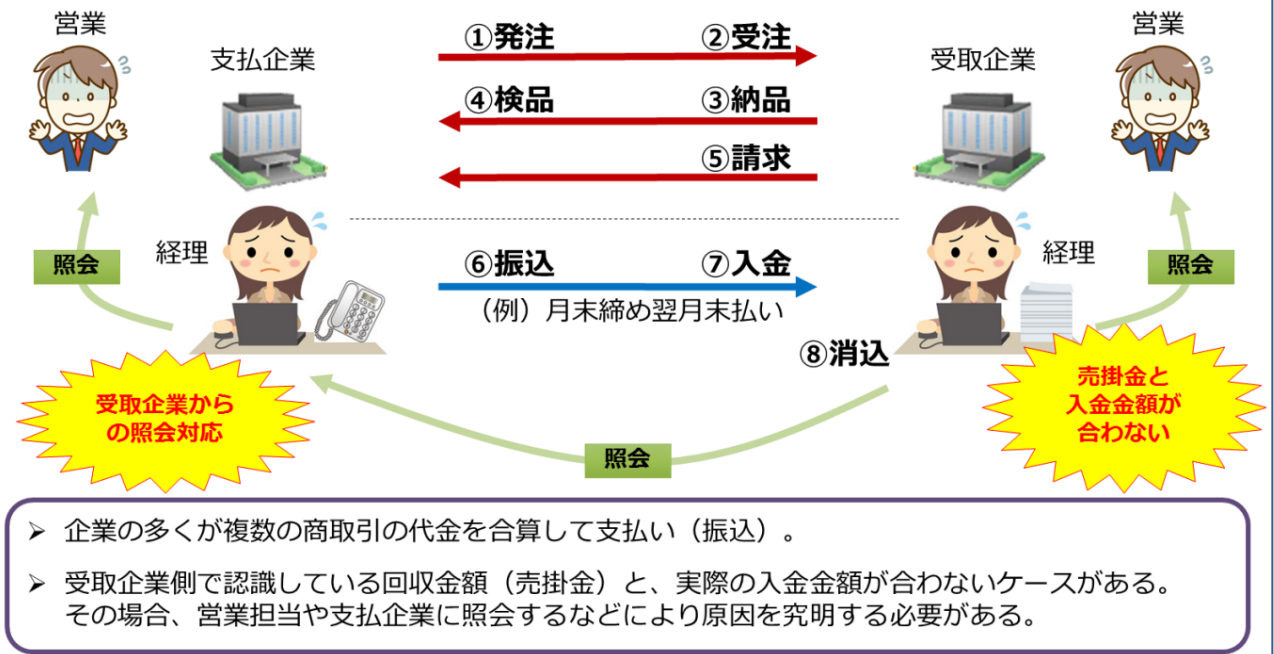 営業
営業
支払企業
①発注
②受注
受取企業
④検品
③納品
⑤請求
経理
⑥振込
⑦入金
経理
照会
照会
（例）月末締め翌月末払い
⑧消込
受取企業から
の照会対応
売掛金と
入金金額が
合わない
照会
➢ 企業の多くが複数の商取引の代金を合算して支払い（振込）。
➢ 受取企業側で認識している回収金額（売掛金）と、実際の入金金額が合わないケースがある。
その場合、営業担当や支払企業に照会するなどにより原因を究明する必要がある。